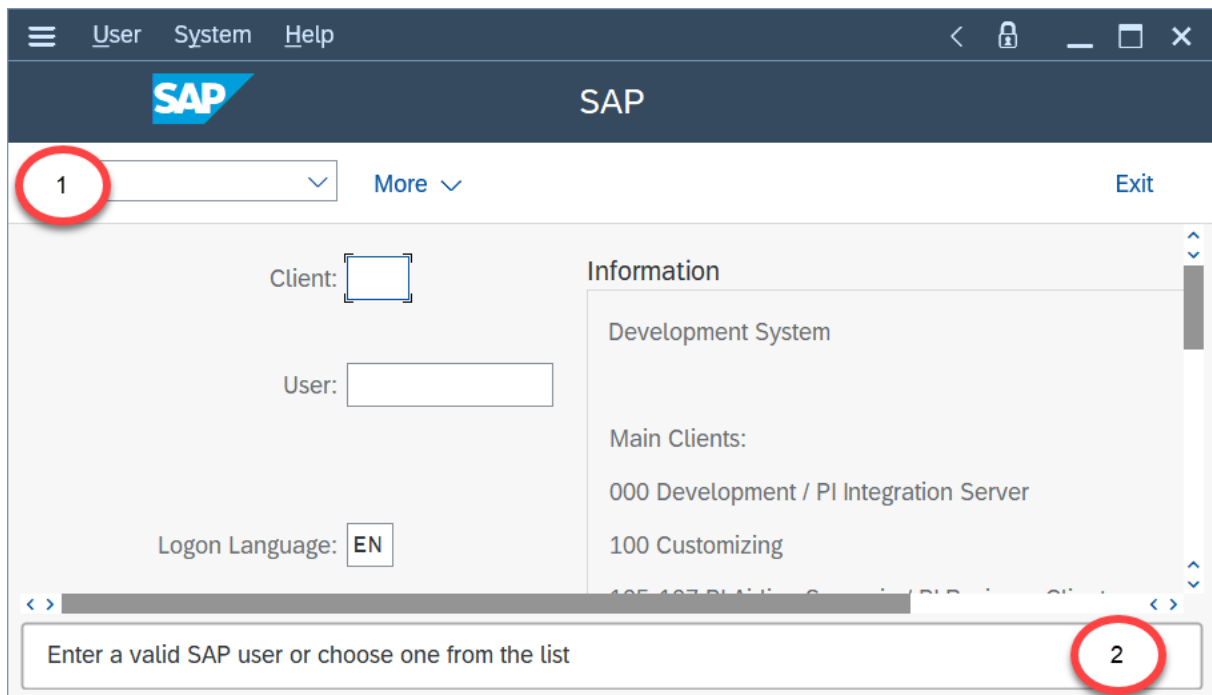 User System Help
SAP SAP
1 More Exit
Client:
Information
Development System
User:
Main Clients:
000 Development / PI Integration Server
Logon Language: EN
100 Customizing
Enter a valid SAP user or choose one from the list
2